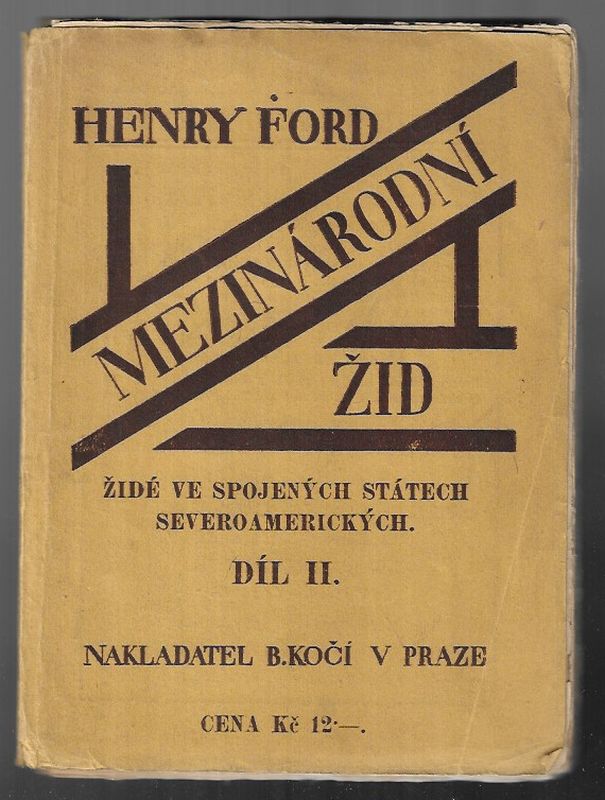 HENRY FORD
MEZINÁRODNÍ
ŽID
ŽIDÉ VE SPOJENÝCH STÁTECH
SEVEROAMERICKÝCH.
DÍL II.
NAKLADATEL B. KOČÍ V PRAZE
CENA Kč 12·—.